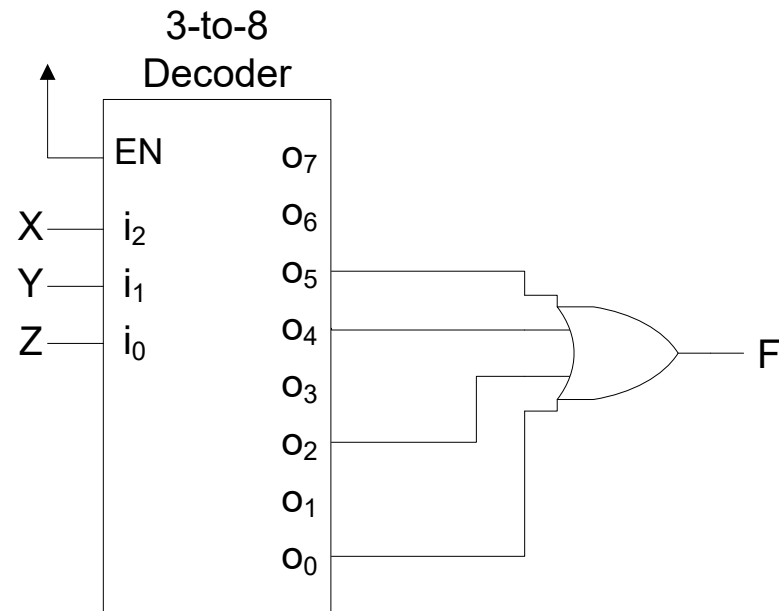 3-to-8
Decoder
EN
o₇
o₆
X
i₂
Y
i₁
o₅
Z
i₀
o₄
F
o₃
o₂
o₁
o₀